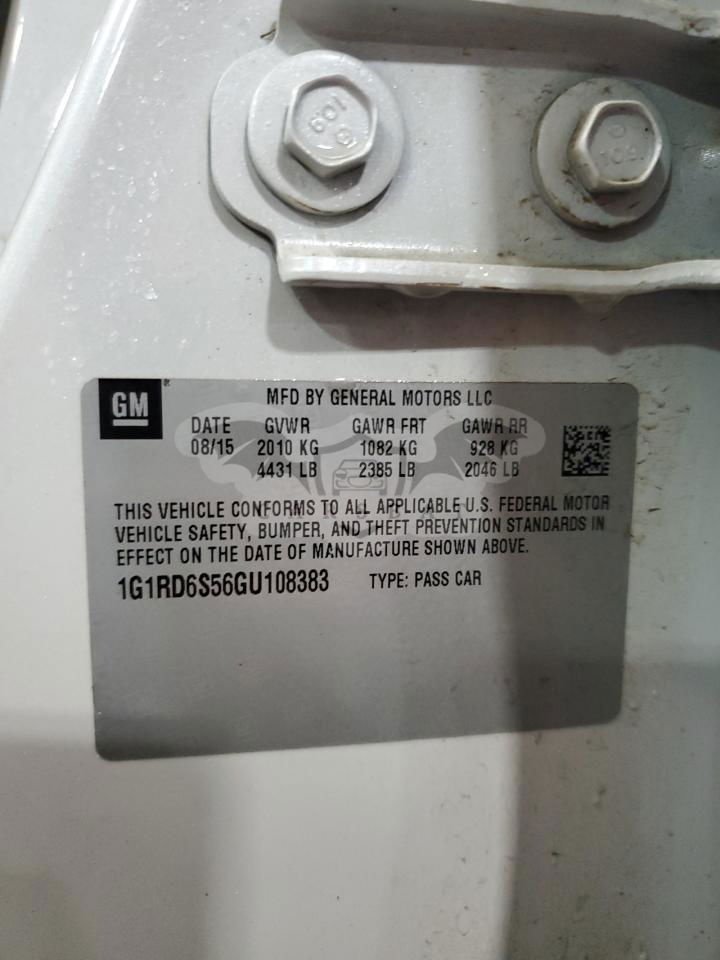 109
109
GM
MFD BY GENERAL MOTORS LLC
DATE GVWR GAWR FRT GAWR RR
08/15 2010 KG 1082 KG 928 KG
4431 LB 2385 LB 2046 LB
THIS VEHICLE CONFORMS TO ALL APPLICABLE U.S. FEDERAL MOTOR
VEHICLE SAFETY, BUMPER, AND THEFT PREVENTION STANDARDS IN
EFFECT ON THE DATE OF MANUFACTURE SHOWN ABOVE.
1G1RD6S56GU108383 TYPE: PASS CAR